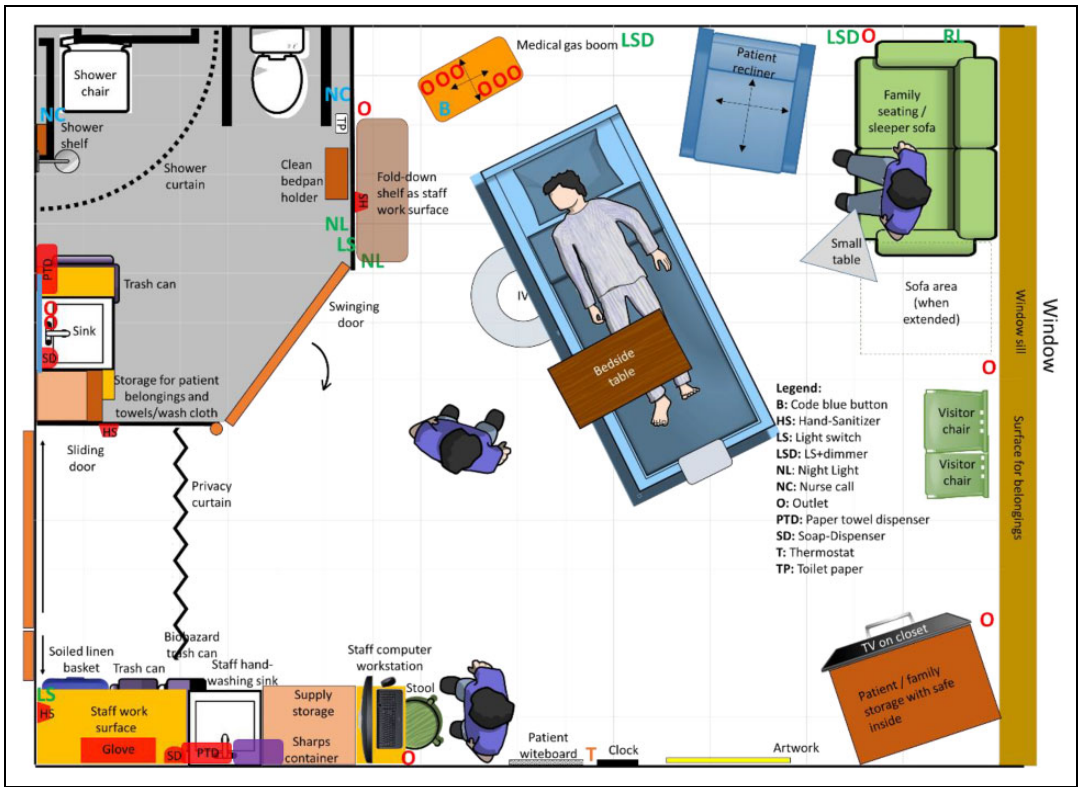 Medical gas boom
LSD
LSD
O
RL
Patient
recliner
Family
seating /
sleeper sofa
Shower
chair
NC
NC
O
OOO
OOO
B
Shower
shelf
TP
Shower
curtain
Clean
bedpan
holder
Fold-down
shelf as staff
work surface
SH
NL
LS
NL
Small
table
PTD
Trash can
Swinging
door
IV
Sofa area
(when
extended)
Window sill
Window
O
O
Sink
SD
Bedside
table
O
Storage for patient
belongings and
towels/wash cloth
HS
Sliding
door
Legend:
B: Code blue button
HS: Hand-Sanitizer
LS: Light switch
LSD: LS+dimmer
NL: Night Light
NC: Nurse call
O: Outlet
PTD: Paper towel dispenser
SD: Soap-Dispenser
T: Thermostat
TP: Toilet paper
Visitor
chair
Visitor
chair
Surface for belongings
Privacy
curtain
O
TV on closet
Patient / family
storage with safe
inside
Soiled linen
basket
Trash can
Biohazard
trash can
Staff hand-
washing sink
Staff computer
workstation
Stool
LS
HS
Staff work
surface
Glove
SD
PTD
Supply
storage
Sharps
container
O
Patient
witeboard
T
Clock
Artwork